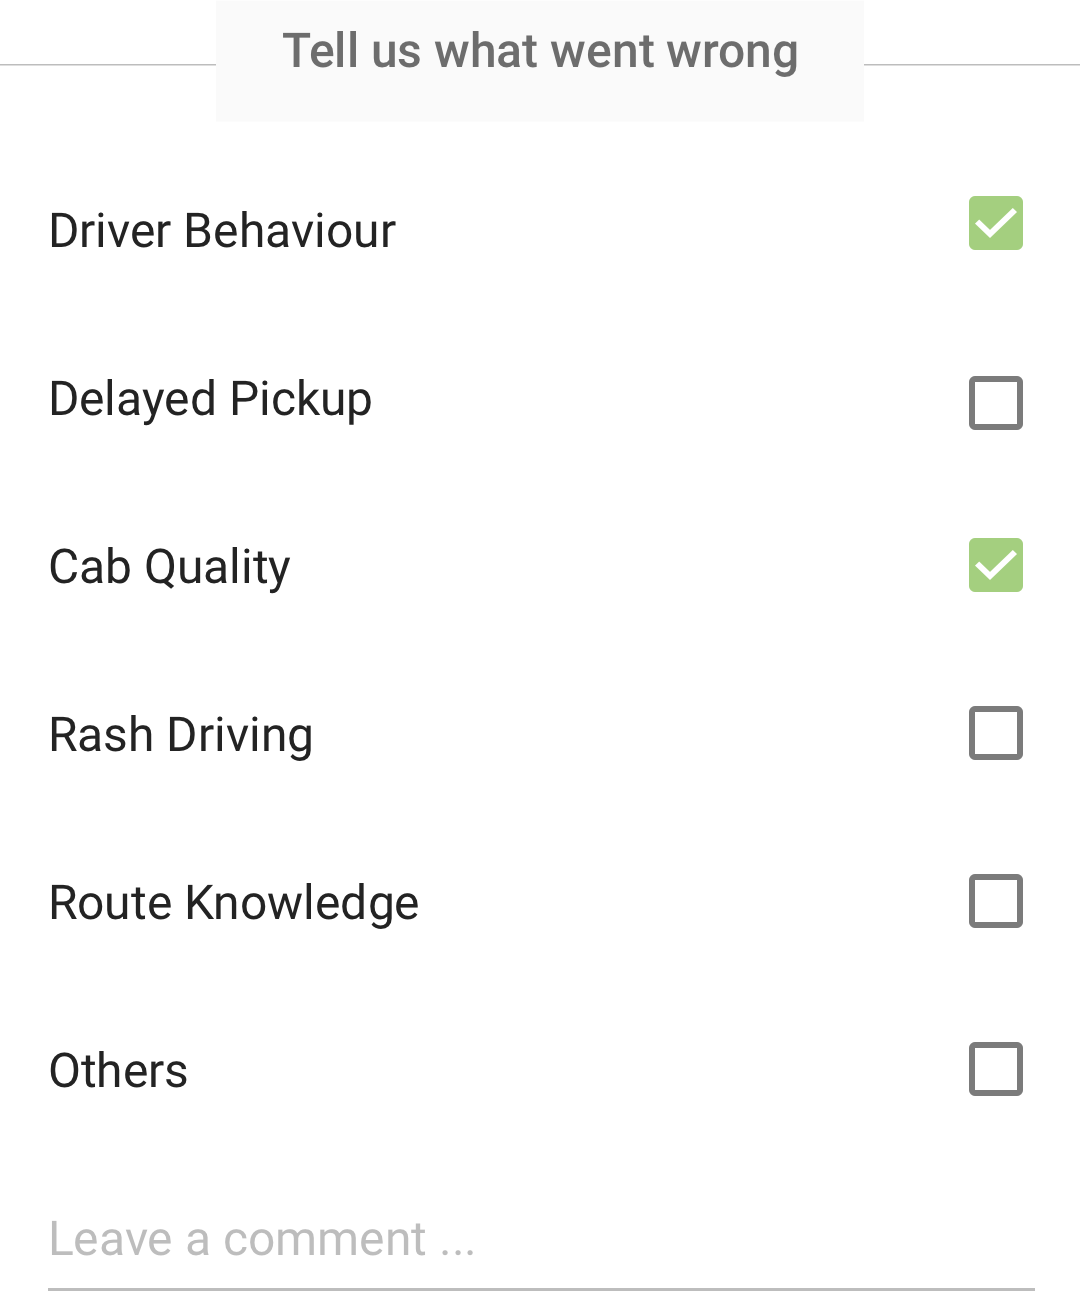 Tell us what went wrong
Driver Behaviour
Delayed Pickup
Cab Quality
Rash Driving
Route Knowledge
Others
Leave a comment ...